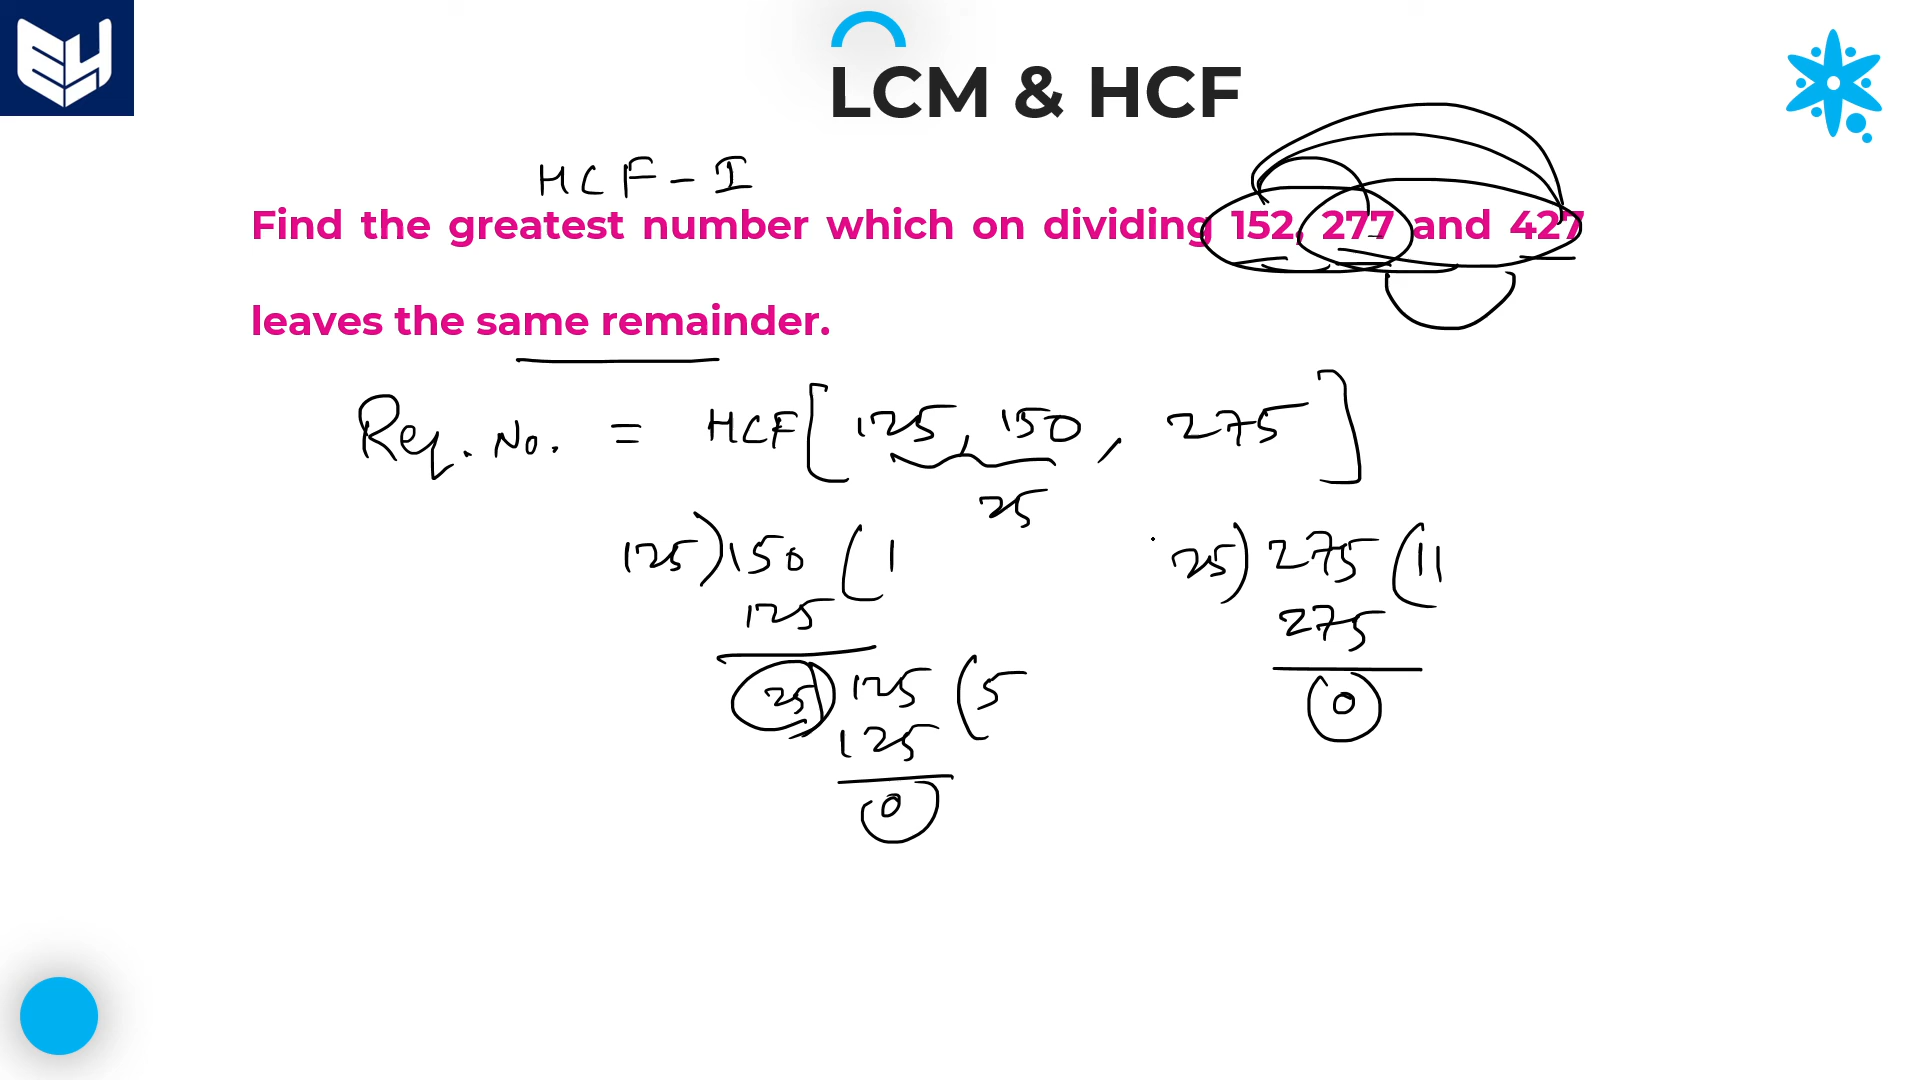 LCM & HCF
HCF - I
Find the greatest number which on dividing 152, 277 and 427
leaves the same remainder.
Req. No. = HCF[125, 150, 275]
25
125)150(1
25)275(11
125
275
25)125(5
0
125
0